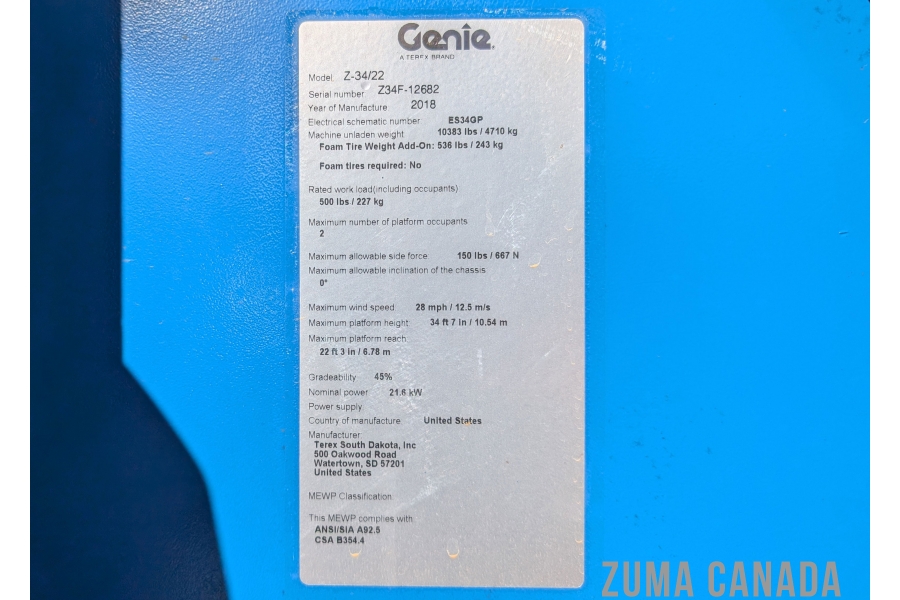 Genie.
A TEREX BRAND
Model: Z-34/22
Serial number: Z34F-12682
Year of Manufacture: 2018
Electrical schematic number: ES34GP
Machine unladen weight: 10383 lbs / 4710 kg
Foam Tire Weight Add-On: 536 lbs / 243 kg
Foam tires required: No
Rated work load(including occupants)
500 lbs / 227 kg
Maximum number of platform occupants
2
Maximum allowable side force: 150 lbs / 667 N
Maximum allowable inclination of the chassis:
0°
Maximum wind speed 28 mph / 12.5 m/s
Maximum platform height: 34 ft 7 in / 10.54 m
Maximum platform reach:
22 ft 3 in / 6.78 m
Gradeability 45%
Nominal power 21.6 kW
Power supply
Country of manufacture: United States
Manufacturer:
Terex South Dakota, Inc
500 Oakwood Road
Watertown, SD 57201
United States
MEWP Classification:
This MEWP complies with:
ANSI/SIA A92.5
CSA B354.4
ZUMA CANADA